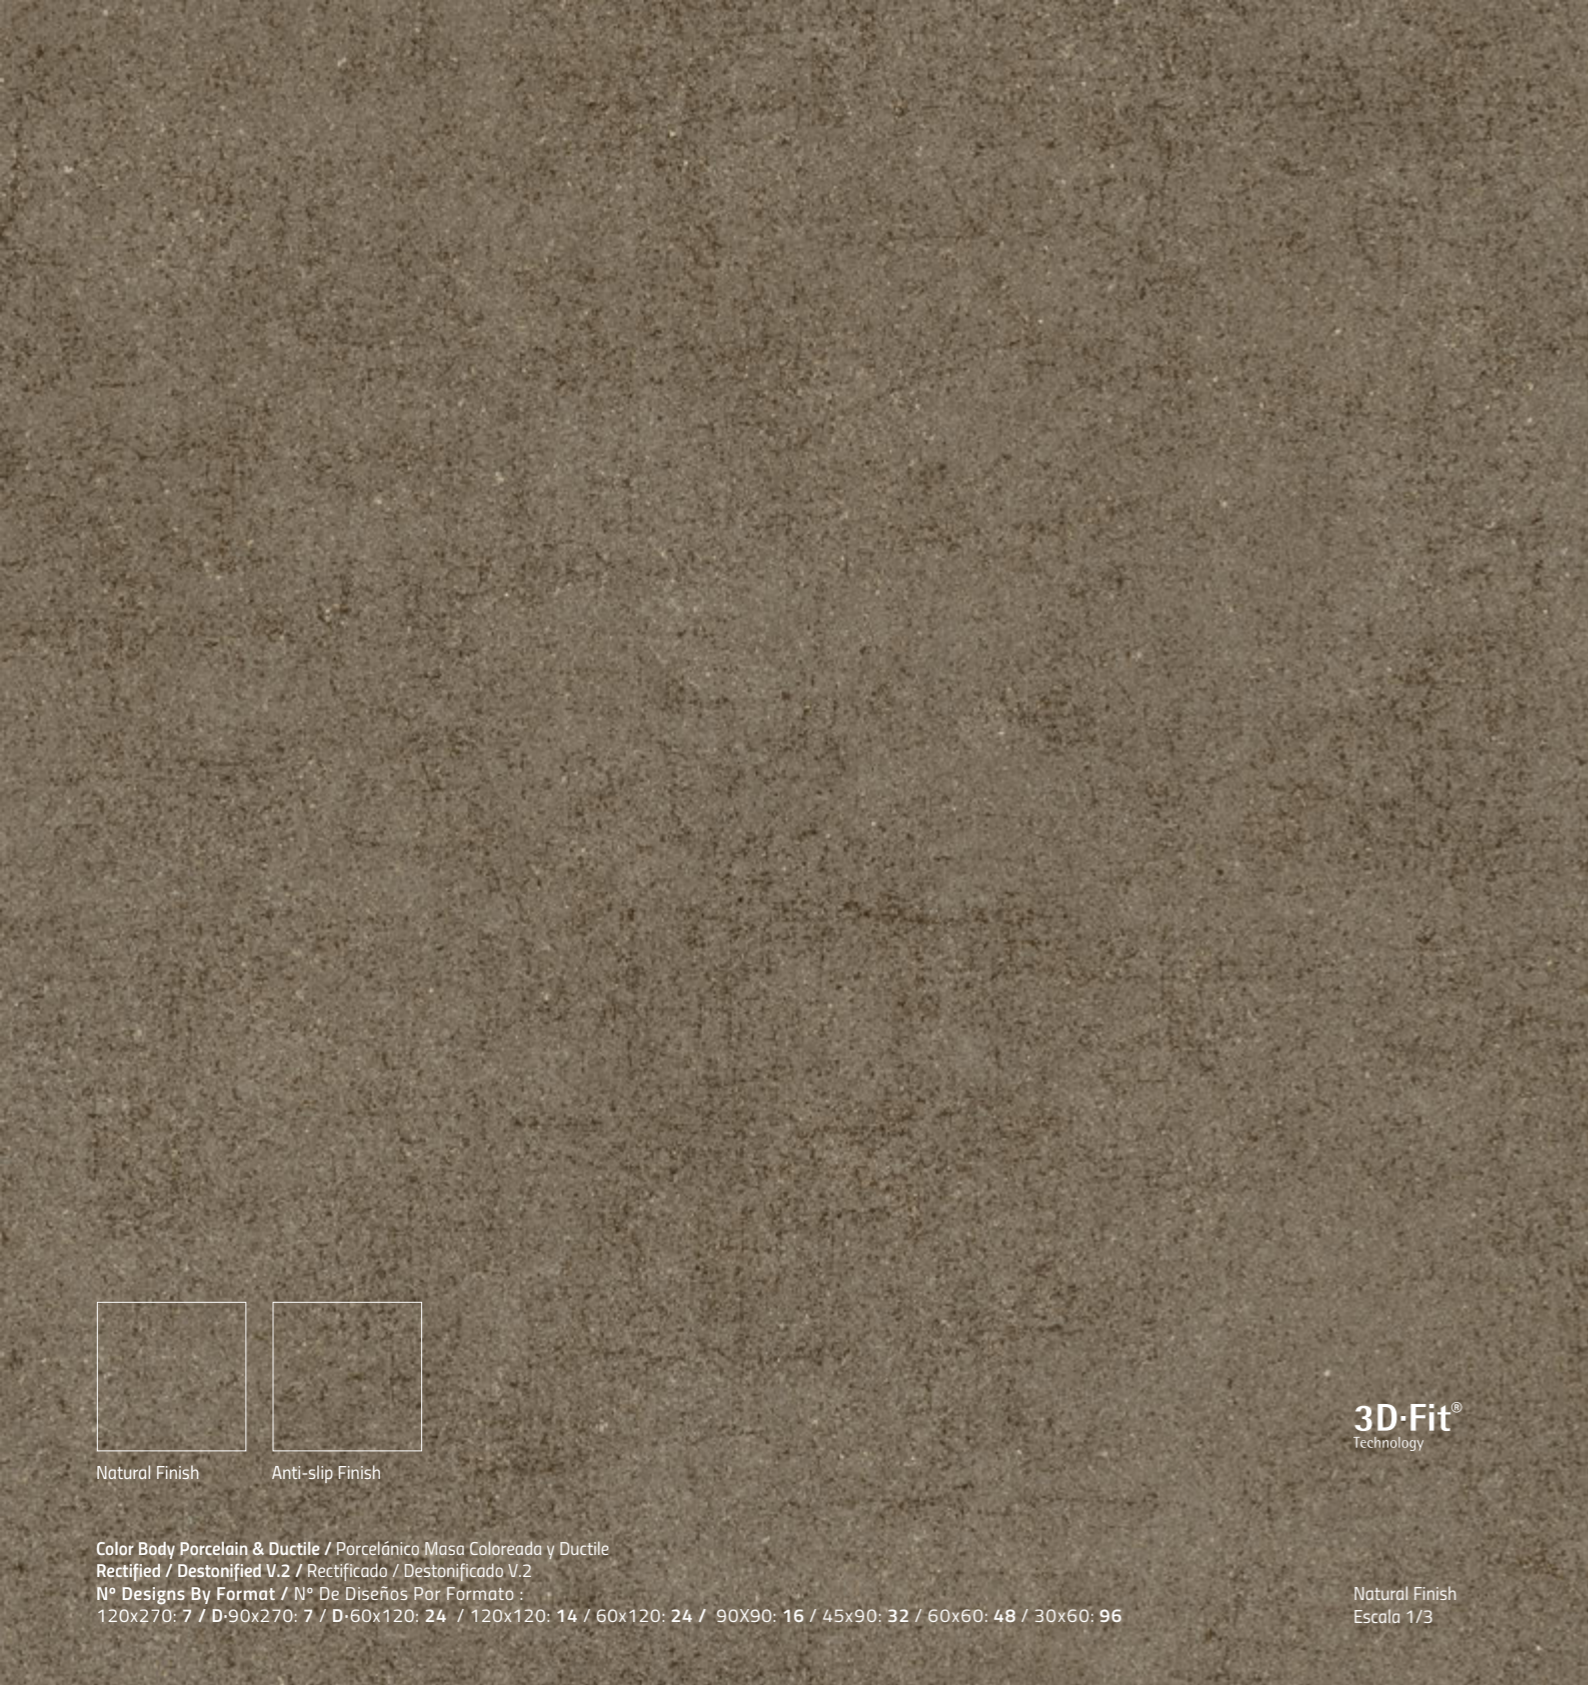 3D·Fit®
Technology
Natural Finish
Anti-slip Finish
Color Body Porcelain & Ductile / Porcelánico Masa Coloreada y Ductile
Rectified / Destonified V.2 / Rectificado / Destonificado V.2
Nº Designs By Format / Nº De Diseños Por Formato :
120x270: 7 / D·90x270: 7 / D·60x120: 24 / 120x120: 14 / 60x120: 24 / 90X90: 16 / 45x90: 32 / 60x60: 48 / 30x60: 96
Natural Finish
Escala 1/3